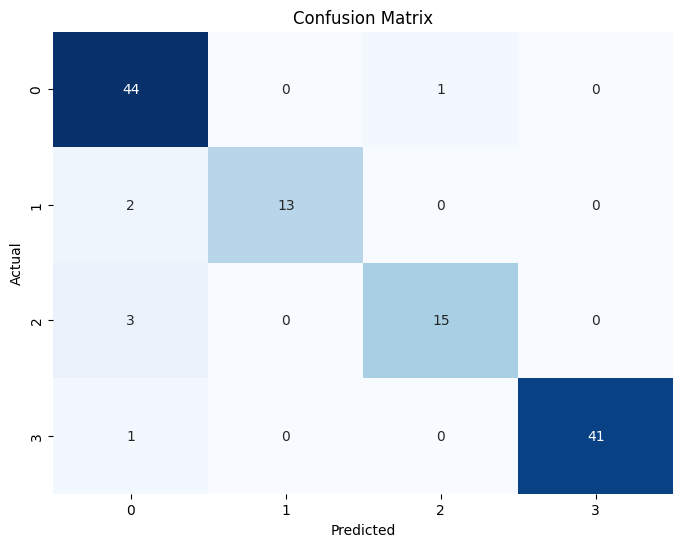 Confusion Matrix
0 44 0 1 0
1 2 13 0 0
2 3 0 15 0
3 1 0 0 41
Actual
0 1 2 3
Predicted